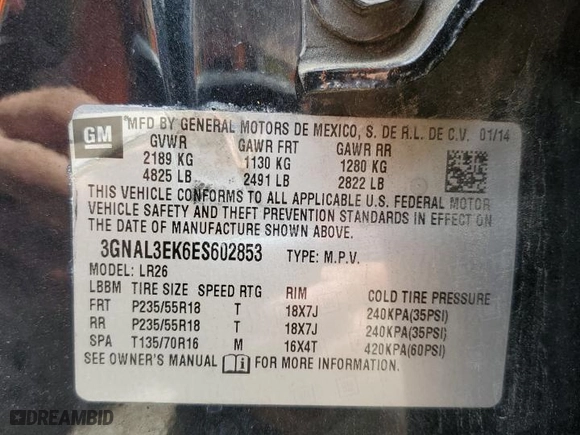 GM
MFD BY GENERAL MOTORS DE MEXICO, S. DE R.L. DE C.V. 01/14
GVWR GAWR FRT GAWR RR
2189 KG 1130 KG 1280 KG
4825 LB 2491 LB 2822 LB
THIS VEHICLE CONFORMS TO ALL APPLICABLE U.S. FEDERAL MOTOR
VEHICLE SAFETY AND THEFT PREVENTION STANDARDS IN EFFECT ON
THE DATE OF MANUFACTURE SHOWN ABOVE.
3GNAL3EK6ES602853 TYPE: M.P.V.
MODEL: LR26
LBBM TIRE SIZE SPEED RTG RIM COLD TIRE PRESSURE
FRT P235/55R18 T 18X7J 240KPA(35PSI)
RR P235/55R18 T 18X7J 240KPA(35PSI)
SPA T135/70R16 M 16X4T 420KPA(60PSI)
SEE OWNER'S MANUAL FOR MORE INFORMATION.
DREAMBID